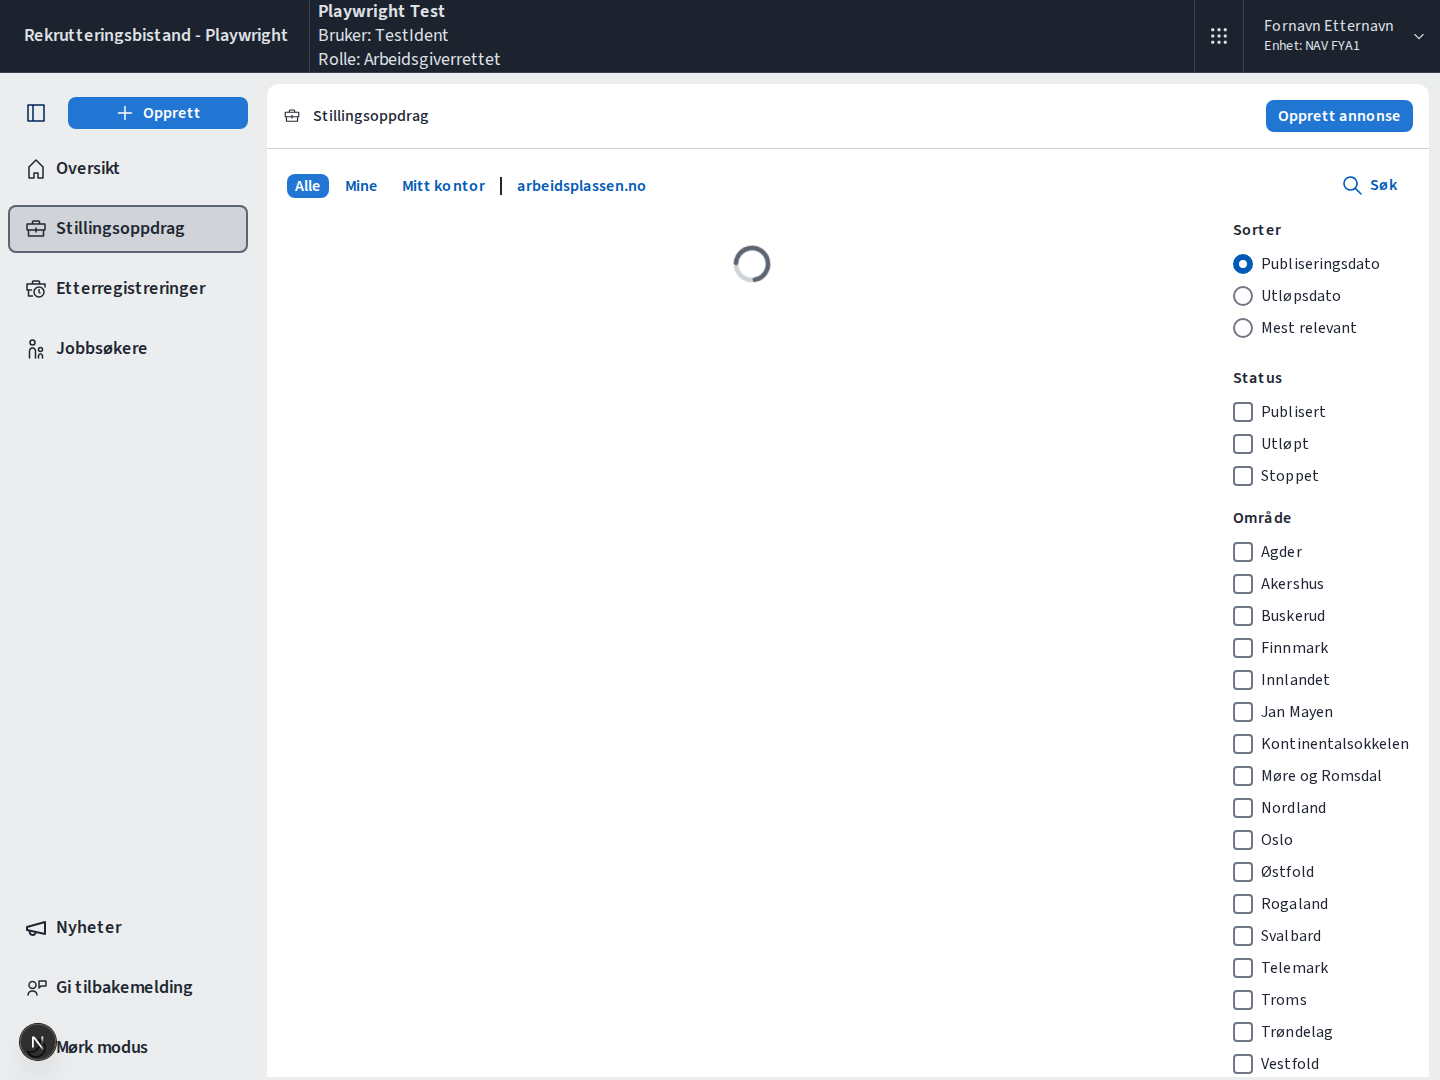 Rekrutteringsbistand - Playwright
Playwright Test
Bruker: TestIdent
Rolle: Arbeidsgiverrettet
Fornavn Etternavn
Enhet: NAV FYA1
Opprett
Oversikt
Stillingsoppdrag
Etterregistreringer
Jobbsøkere
Nyheter
Gi tilbakemelding
N
Mørk modus
Stillingsoppdrag
Opprett annonse
Alle
Mine
Mitt kontor
arbeidsplassen.no
Søk
Sorter
Publiseringsdato
Utløpsdato
Mest relevant
Status
Publisert
Utløpt
Stoppet
Område
Agder
Akershus
Buskerud
Finnmark
Innlandet
Jan Mayen
Kontinentalsokkelen
Møre og Romsdal
Nordland
Oslo
Østfold
Rogaland
Svalbard
Telemark
Troms
Trøndelag
Vestfold